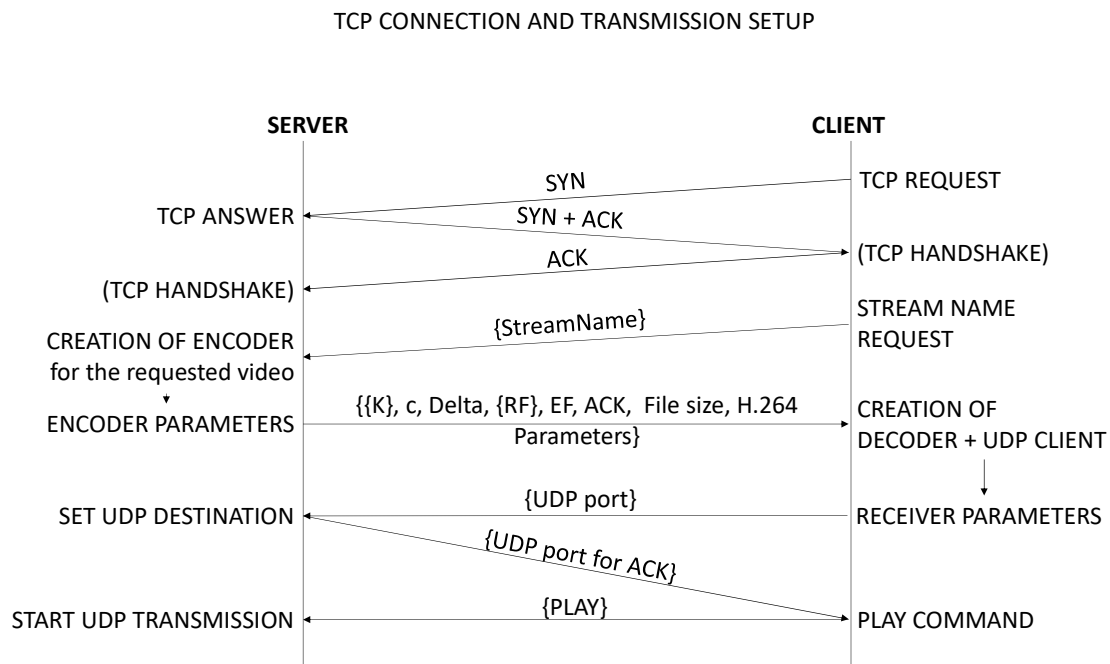 TCP CONNECTION AND TRANSMISSION SETUP
SERVER
CLIENT
SYN
TCP REQUEST
TCP ANSWER
SYN + ACK
(TCP HANDSHAKE)
ACK
(TCP HANDSHAKE)
{StreamName}
STREAM NAME
REQUEST
CREATION OF ENCODER
for the requested video
ENCODER PARAMETERS
{{K}, c, Delta, {RF}, EF, ACK,  File size, H.264
Parameters}
CREATION OF
DECODER + UDP CLIENT
SET UDP DESTINATION
{UDP port}
RECEIVER PARAMETERS
{UDP port for ACK}
START UDP TRANSMISSION
{PLAY}
PLAY COMMAND